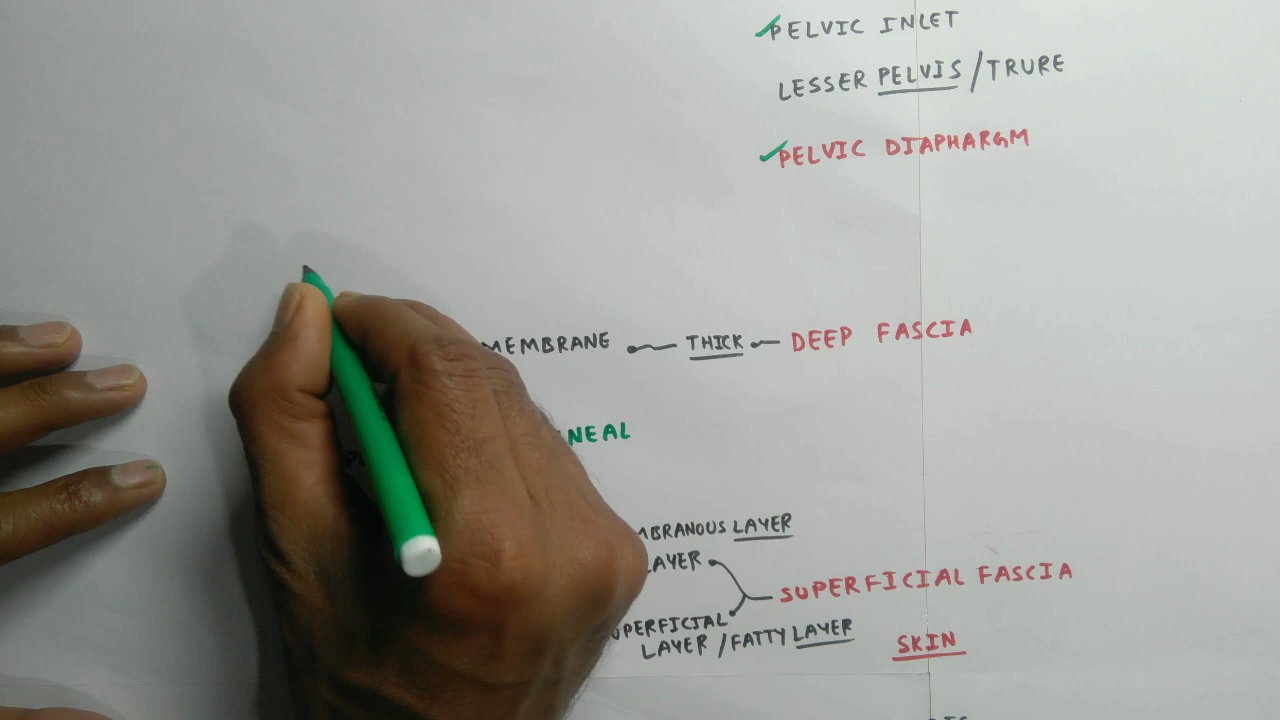 PELVIC INLET
LESSER PELVIS / TRURE
PELVIC DIAPHARGM
MEMBRANE THICK DEEP FASCIA
NEAL
MBRANOUS LAYER
LAYER
SUPERFICIAL FASCIA
UPERFICIAL
LAYER / FATTY LAYER
SKIN